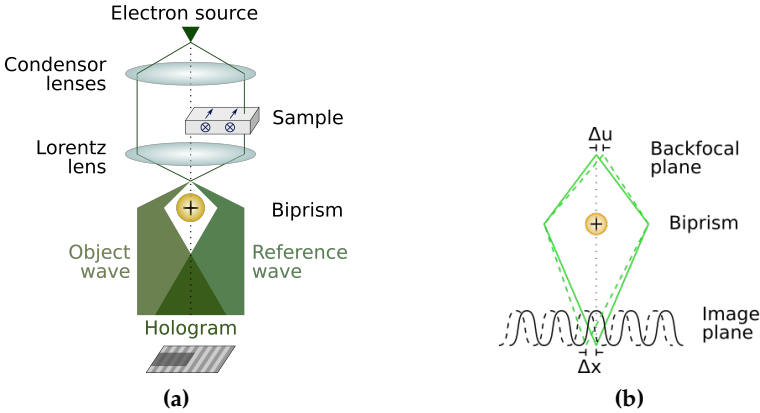 Electron source
Condensor
lenses
Sample
Lorentz
lens
Biprism
Object
wave
Reference
wave
Hologram
(a)
Δu
Backfocal
plane
Biprism
Image
plane
Δx
(b)